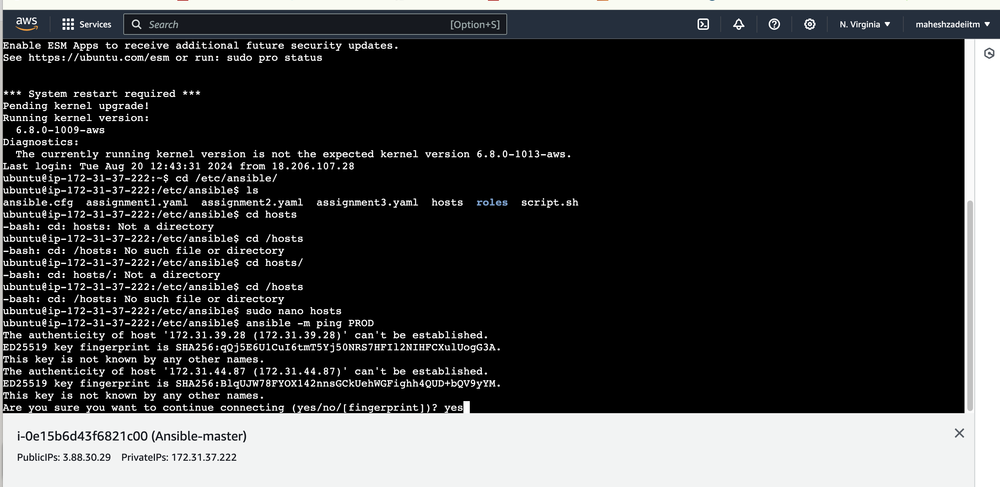 aws Services Search [Option+S] N. Virginia maheshzadeiitm
Enable ESM Apps to receive additional future security updates.
See https://ubuntu.com/esm or run: sudo pro status
*** System restart required ***
Pending kernel upgrade!
Running kernel version:
  6.8.0-1009-aws
Diagnostics:
  The currently running kernel version is not the expected kernel version 6.8.0-1013-aws.
Last login: Tue Aug 20 12:43:31 2024 from 18.206.107.28
ubuntu@ip-172-31-37-222:~$ cd /etc/ansible/
ubuntu@ip-172-31-37-222:/etc/ansible$ ls
ansible.cfg  assignment1.yaml  assignment2.yaml  assignment3.yaml  hosts  roles  script.sh
ubuntu@ip-172-31-37-222:/etc/ansible$ cd hosts
-bash: cd: hosts: Not a directory
ubuntu@ip-172-31-37-222:/etc/ansible$ cd /hosts
-bash: cd: /hosts: No such file or directory
ubuntu@ip-172-31-37-222:/etc/ansible$ cd hosts/
-bash: cd: hosts/: Not a directory
ubuntu@ip-172-31-37-222:/etc/ansible$ cd /hosts
-bash: cd: /hosts: No such file or directory
ubuntu@ip-172-31-37-222:/etc/ansible$ sudo nano hosts
ubuntu@ip-172-31-37-222:/etc/ansible$ ansible -m ping PROD
The authenticity of host '172.31.39.28 (172.31.39.28)' can't be established.
ED25519 key fingerprint is SHA256:qQj5E6U1CuI6tmT5Yj50NRS7HFIl2NIHFCXulUogG3A.
This key is not known by any other names.
The authenticity of host '172.31.44.87 (172.31.44.87)' can't be established.
ED25519 key fingerprint is SHA256:BlqUJW78FYOX142nnsGCkUehWGFighh4QUD+bQV9yYM.
This key is not known by any other names.
Are you sure you want to continue connecting (yes/no/[fingerprint])? yes
i-0e15b6d43f6821c00 (Ansible-master)
PublicIPs: 3.88.30.29    PrivateIPs: 172.31.37.222